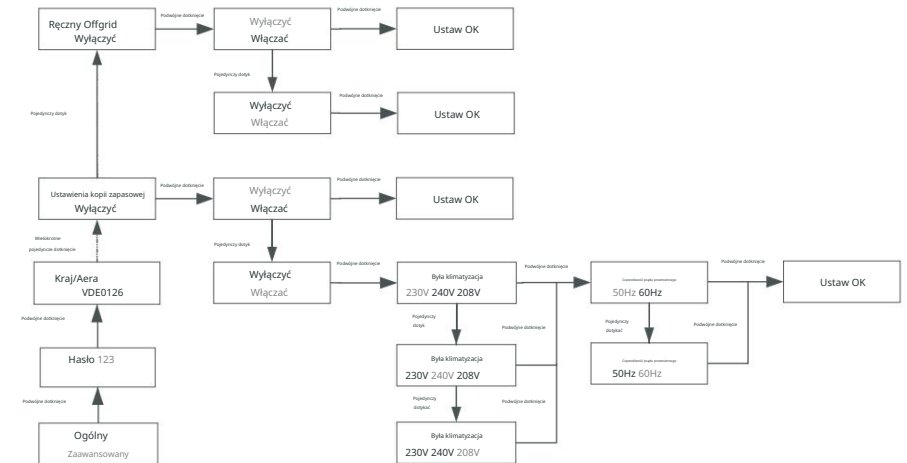 Ręczny Offgrid
Wyłączyć
Podwójne dotknięcie
Wyłączyć
Włączać
Podwójne dotknięcie
Ustaw OK
Pojedynczy dotyk
Wyłączyć
Włączać
Podwójne dotknięcie
Ustaw OK
Pojedynczy dotyk
Ustawienia kopii zapasowej
Wyłączyć
Podwójne dotknięcie
Wyłączyć
Włączać
Podwójne dotknięcie
Ustaw OK
Pojedynczy dotyk
Wielokrotne
pojedyncze dotknięcie
Wyłączyć
Włączać
Podwójne dotknięcie
Była klimatyzacja
230V 240V 208V
Podwójne dotknięcie
50Hz 60Hz
Podwójne dotknięcie
Ustaw OK
Kraj/Aera
VDE0126
Podwójne dotknięcie
Pojedynczy
dotyk
Podwójne dotknięcie
Pojedynczy
dotykać
Podwójne dotknięcie
Hasło 123
Była klimatyzacja
230V 240V 208V
50Hz 60Hz
Podwójne dotknięcie
Pojedynczy
dotykać
Podwójne dotknięcie
Ogólny
Zaawansowany
Była klimatyzacja
230V 240V 208V